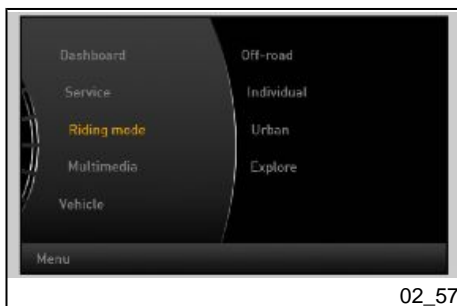 Dashboard
Service
Riding mode
Multimedia
Vehicle
Off-road
Individual
Urban
Explore
Menu
02_57